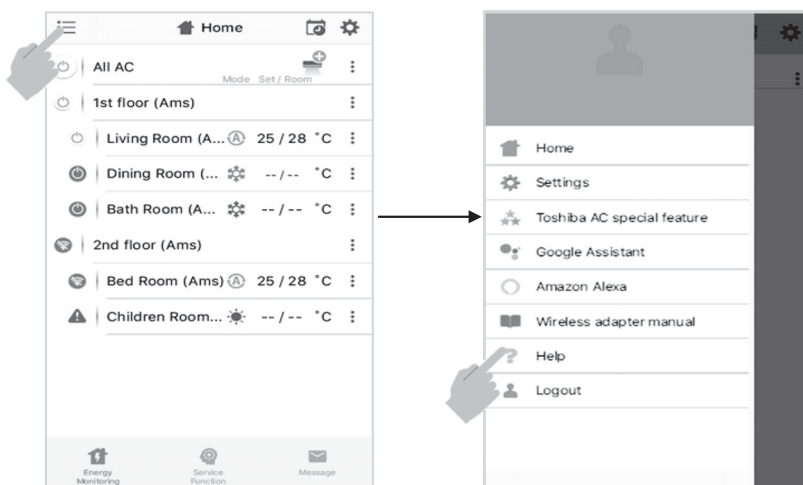 Home
All AC
Mode Set / Room
1st floor (Ams)
Living Room (A... A 25 / 28 °C
Dining Room (... -- / -- °C
Bath Room (A... -- / -- °C
2nd floor (Ams)
Bed Room (Ams) A 25 / 28 °C
Children Room... -- / -- °C
Energy
Monitoring
Service
Function
Message
Home
Settings
Toshiba AC special feature
Google Assistant
Amazon Alexa
Wireless adapter manual
? Help
Logout